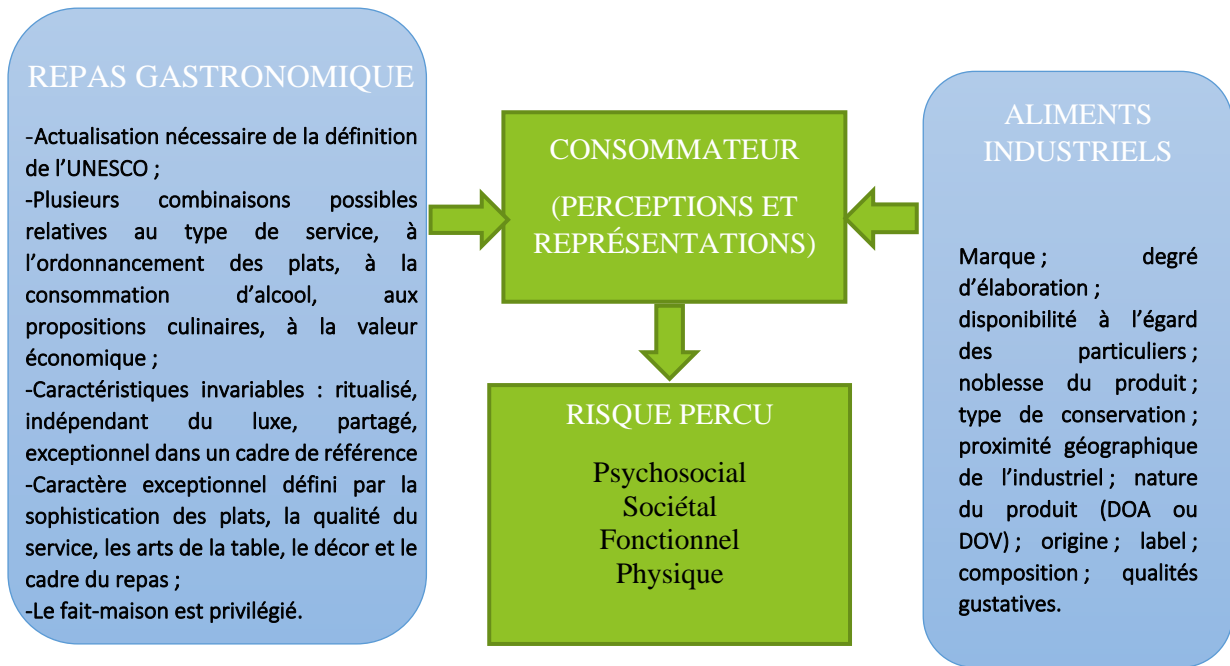 REPAS GASTRONOMIQUE
-Actualisation nécessaire de la définition
de l’UNESCO ;
-Plusieurs combinaisons possibles
relatives au type de service, à
l’ordonnancement des plats, à la
consommation d’alcool, aux
propositions culinaires, à la valeur
économique ;
-Caractéristiques invariables : ritualisé,
indépendant du luxe, partagé,
exceptionnel dans un cadre de référence
-Caractère exceptionnel défini par la
sophistication des plats, la qualité du
service, les arts de la table, le décor et le
cadre du repas ;
-Le fait-maison est privilégié.
CONSOMMATEUR
(PERCEPTIONS ET
REPRÉSENTATIONS)
RISQUE PERCU
Psychosocial
Sociétal
Fonctionnel
Physique
ALIMENTS
INDUSTRIELS
Marque ; degré
d’élaboration ;
disponibilité à l’égard
des particuliers ;
noblesse du produit ;
type de conservation ;
proximité géographique
de l’industriel ; nature
du produit (DOA ou
DOV) ; origine ; label ;
composition ; qualités
gustatives.